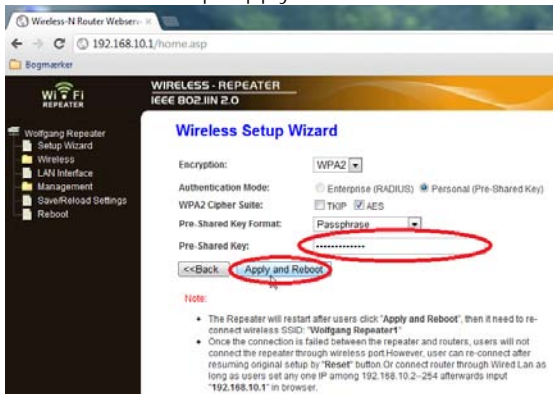 Wireless-N Router Webserv
192.168.10.1/home.asp
Bogmærker
Wi Fi
REPEATER
WIRELESS - REPEATER
IEEE 802.11N 2.0
Wolfgang Repeater
Setup Wizard
Wireless
LAN Interface
Management
Save/Reload Settings
Reboot
Wireless Setup Wizard
Encryption: WPA2
Authentication Mode: Enterprise (RADIUS) Personal (Pre-Shared Key)
WPA2 Cipher Suite: TKIP AES
Pre-Shared Key Format: Passphrase
Pre-Shared Key: •••••••••••••
<<Back Apply and Reboot
Note:
• The Repeater will restart after users click "Apply and Reboot", then it need to re-
connect wireless SSID: "Wolfgang Repeater1"
• Once the connection is failed between the repeater and routers, users will not
connect the repeater through wireless port.However, user can re-connect after
resuming original setup by "Reset" button.Or connect router through Wired Lan as
long as users set any one IP among 192.168.10.2--254 afterwards input
"192.168.10.1" in browser.